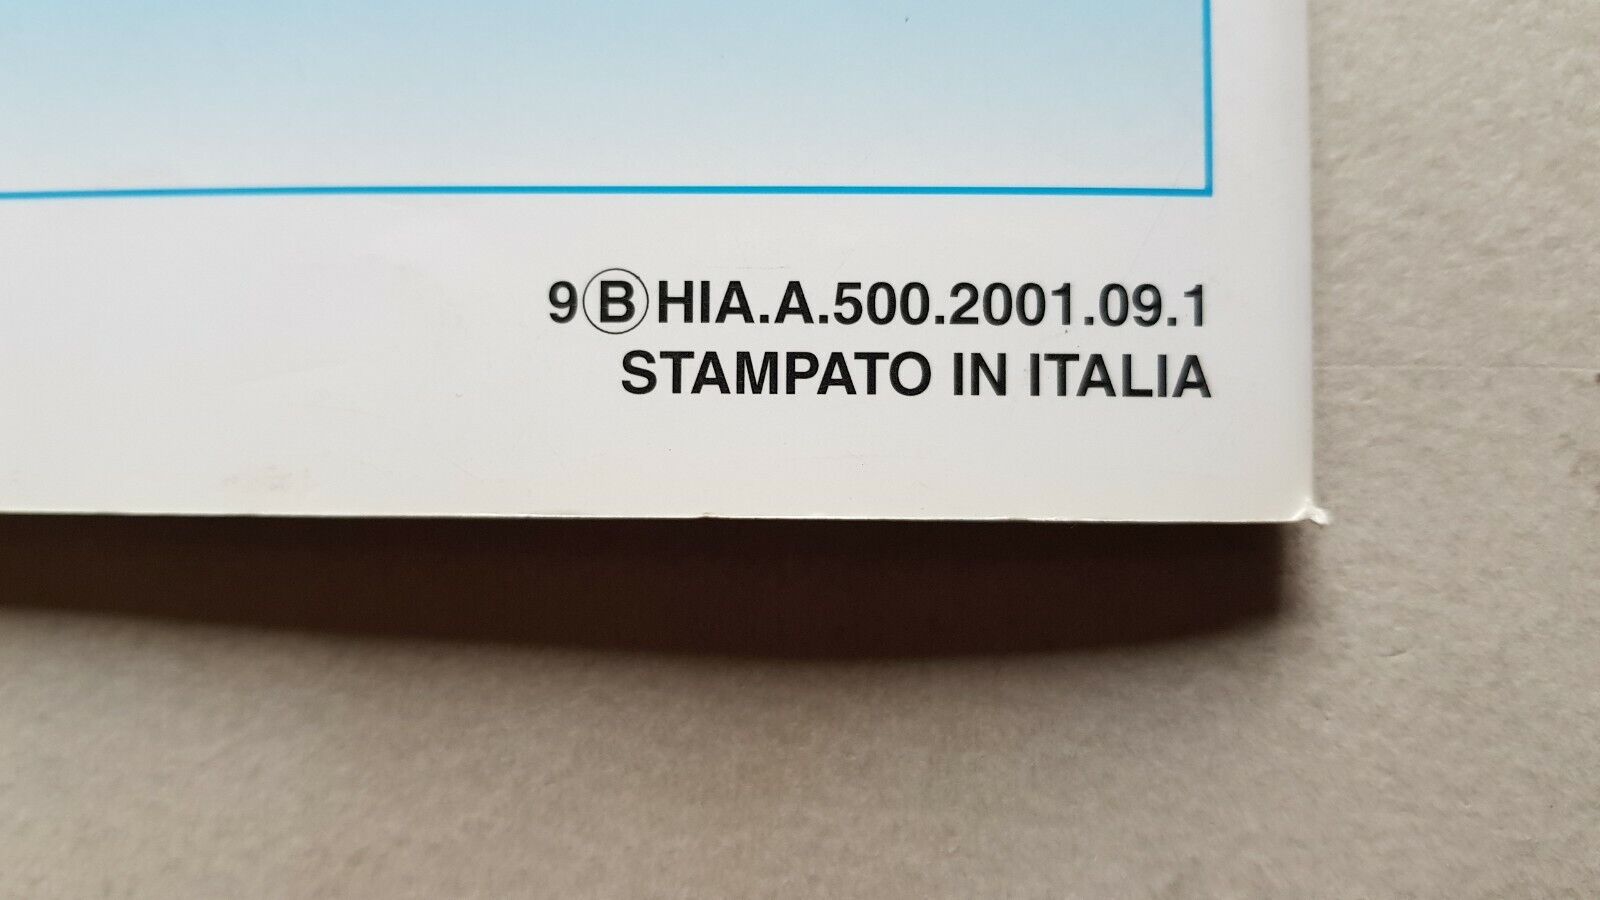 9ⒷHIA.A.500.2001.09.1
STAMPATO IN ITALIA